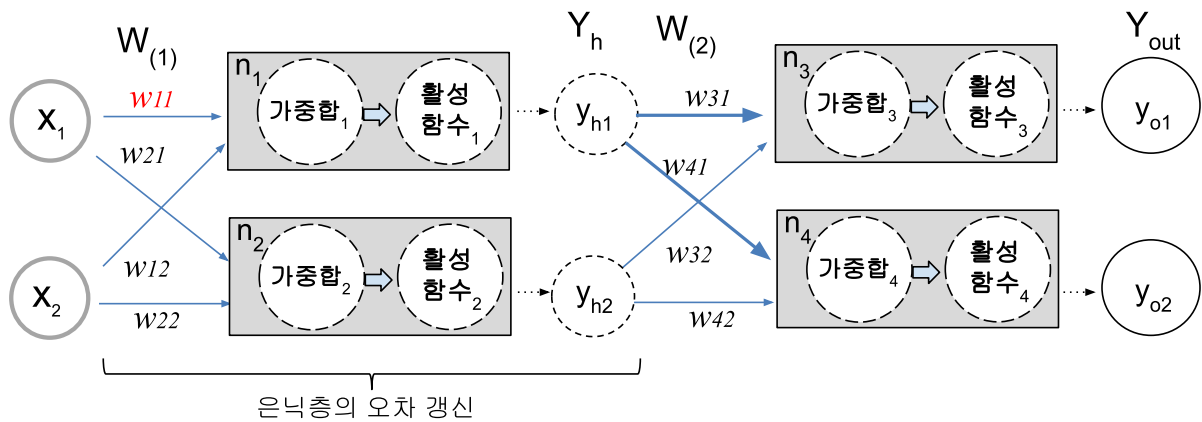 W(1)
Yh
W(2)
Yout
x1
w11
w21
n1
가중합1
활성
함수1
yh1
w31
w41
n3
가중합3
활성
함수3
yo1
x2
w12
w22
n2
가중합2
활성
함수2
yh2
w32
w42
n4
가중합4
활성
함수4
yo2
은닉층의 오차 갱신